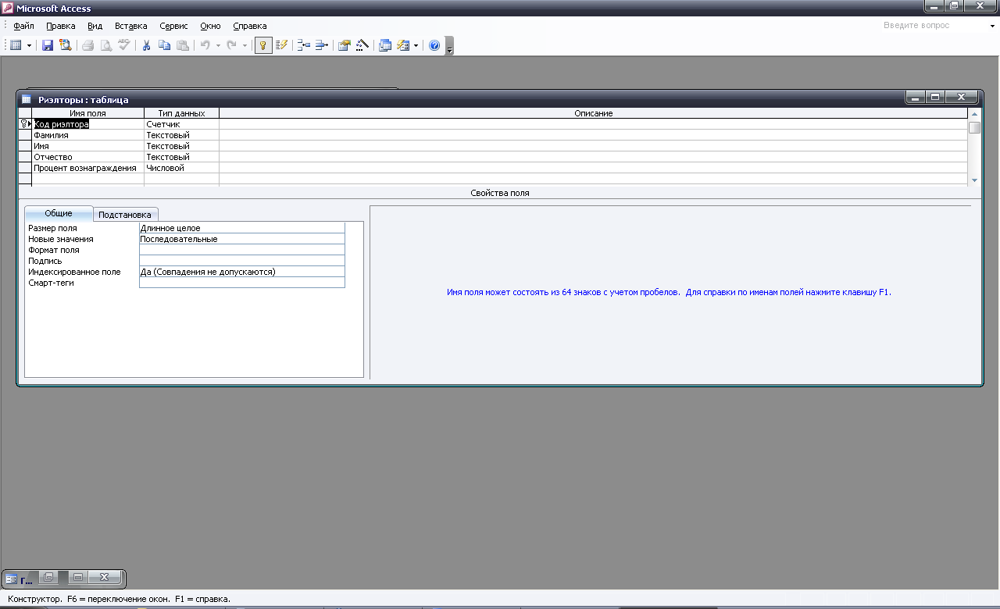 Microsoft Access
Файл Правка Вид Вставка Сервис Окно Справка Введите вопрос
Риэлторы : таблица
Имя поля Тип данных Описание
Код риэлтора Счетчик
Фамилия Текстовый
Имя Текстовый
Отчество Текстовый
Процент вознаграждения Числовой
Свойства поля
Общие Подстановка
Размер поля Длинное целое
Новые значения Последовательные
Формат поля
Подпись
Индексированное поле Да (Совпадения не допускаются)
Смарт-теги
Имя поля может состоять из 64 знаков с учетом пробелов. Для справки по именам полей нажмите клавишу F1.
Г...
Конструктор. F6 = переключение окон. F1 = справка.